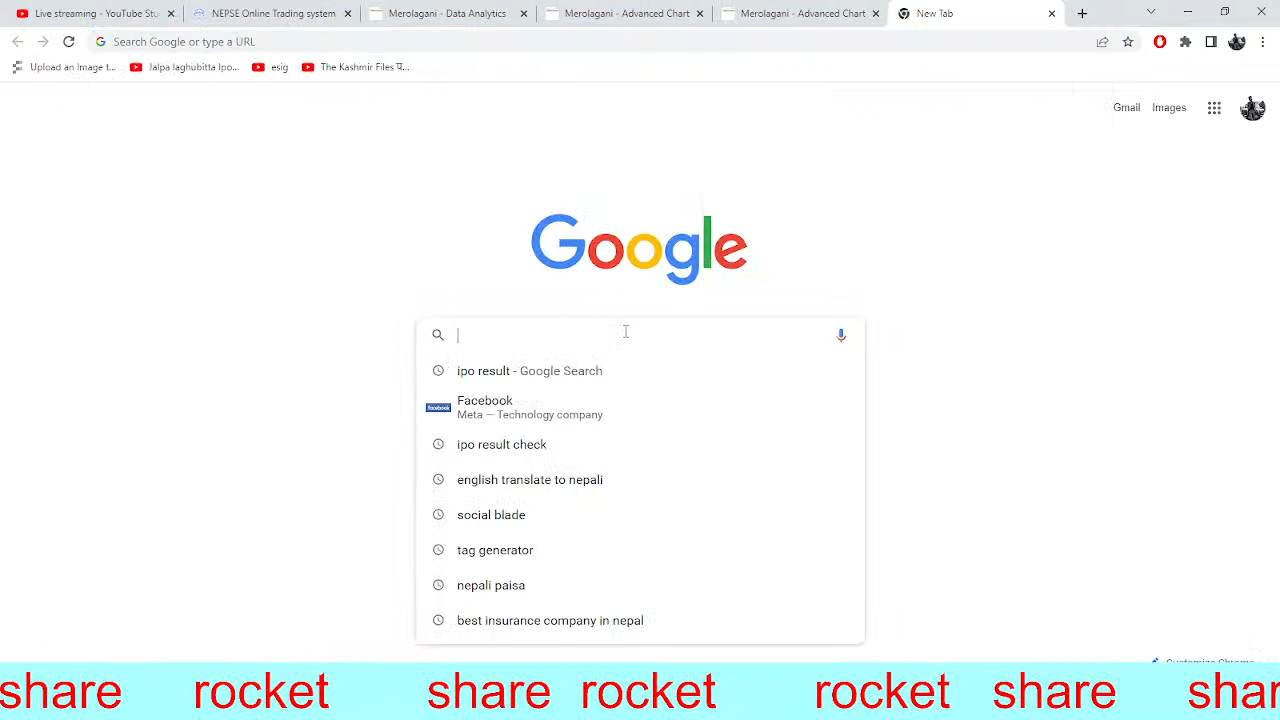 Live streaming - YouTube Stu
NEPSE Online Trading system
Merolagani - Data Analytics
Merolagani - Advanced Chart
Merolagani - Advanced Chart
New Tab
Search Google or type a URL
Upload an Image t...
Jalpa laghubitta Ipo...
esig
The Kashmir Files प्...
Gmail Images
Google
ipo result - Google Search
facebook
Facebook
Meta — Technology company
ipo result check
english translate to nepali
social blade
tag generator
nepali paisa
best insurance company in nepal
Customize Chrome
share rocket share rocket rocket share shar